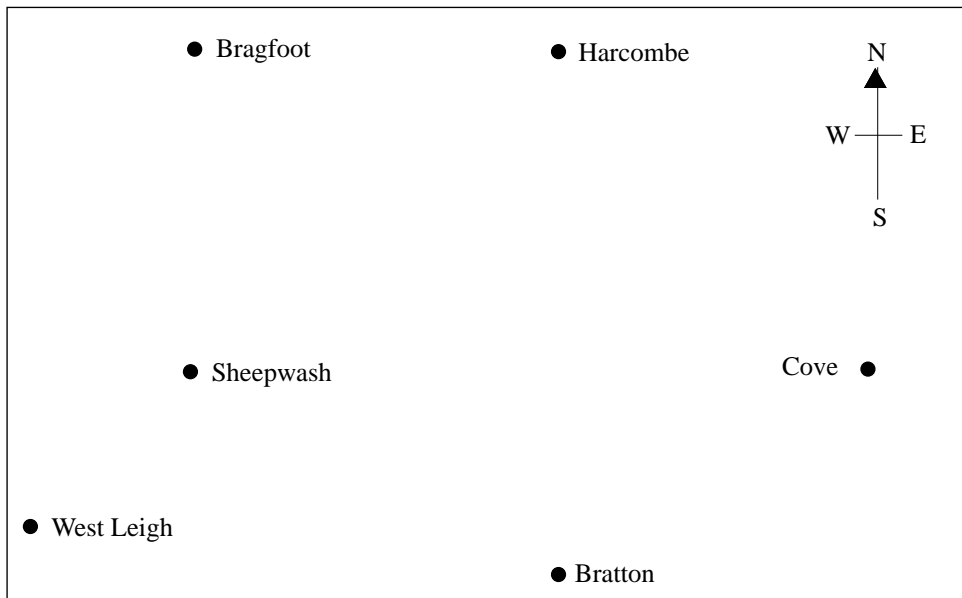 Bragfoot
Harcombe
N
W E
S
Sheepwash
Cove
West Leigh
Bratton